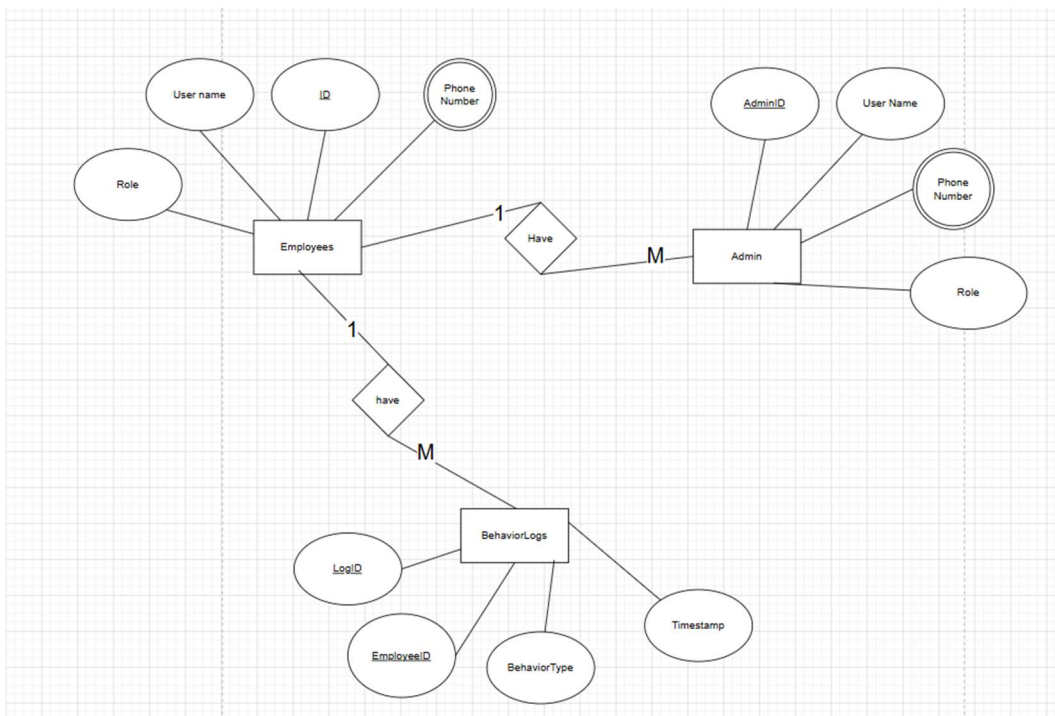 User name
ID
Phone
Number
AdminID
User Name
Role
Phone
Number
1
Have
Employees
M
Admin
Role
1
have
M
BehaviorLogs
LogID
EmployeeID
BehaviorType
Timestamp